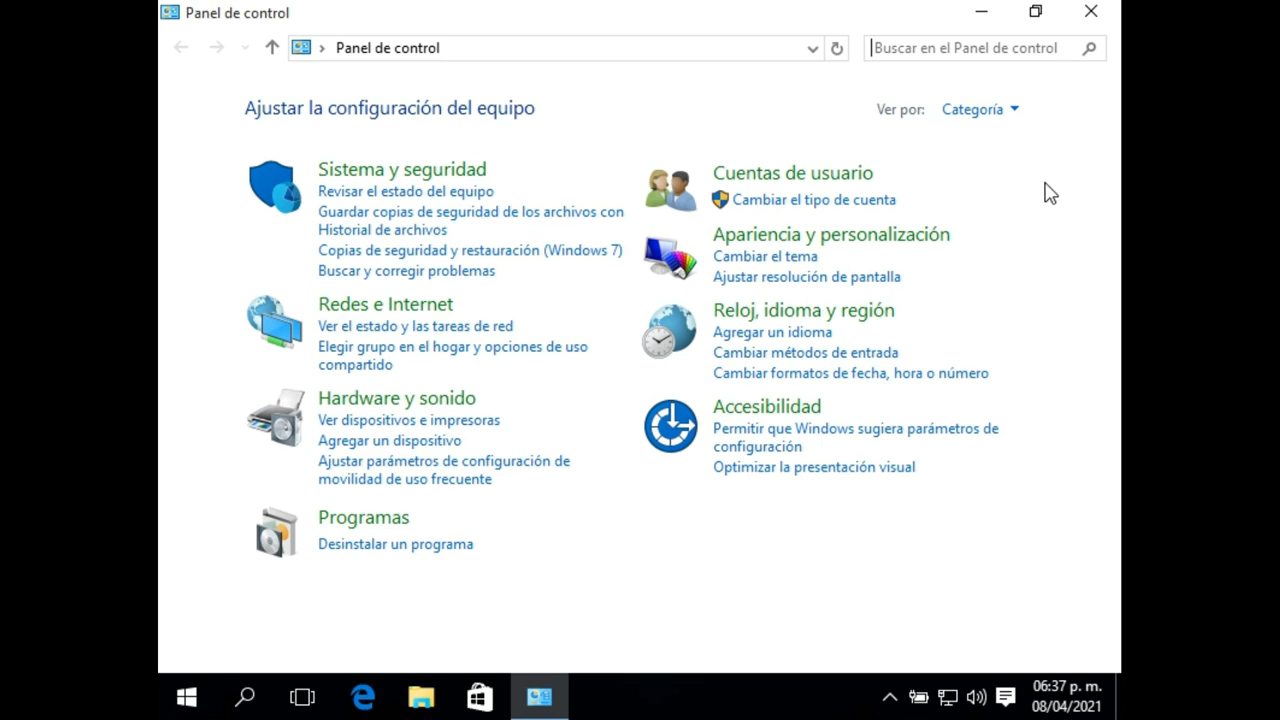 Panel de control
Panel de control
Buscar en el Panel de control
Ajustar la configuración del equipo
Ver por:
Categoría
Sistema y seguridad
Revisar el estado del equipo
Guardar copias de seguridad de los archivos con
Historial de archivos
Copias de seguridad y restauración (Windows 7)
Buscar y corregir problemas
Redes e Internet
Ver el estado y las tareas de red
Elegir grupo en el hogar y opciones de uso
compartido
Hardware y sonido
Ver dispositivos e impresoras
Agregar un dispositivo
Ajustar parámetros de configuración de
movilidad de uso frecuente
Programas
Desinstalar un programa
Cuentas de usuario
Cambiar el tipo de cuenta
Apariencia y personalización
Cambiar el tema
Ajustar resolución de pantalla
Reloj, idioma y región
Agregar un idioma
Cambiar métodos de entrada
Cambiar formatos de fecha, hora o número
Accesibilidad
Permitir que Windows sugiera parámetros de
configuración
Optimizar la presentación visual
06:37 p. m.
08/04/2021